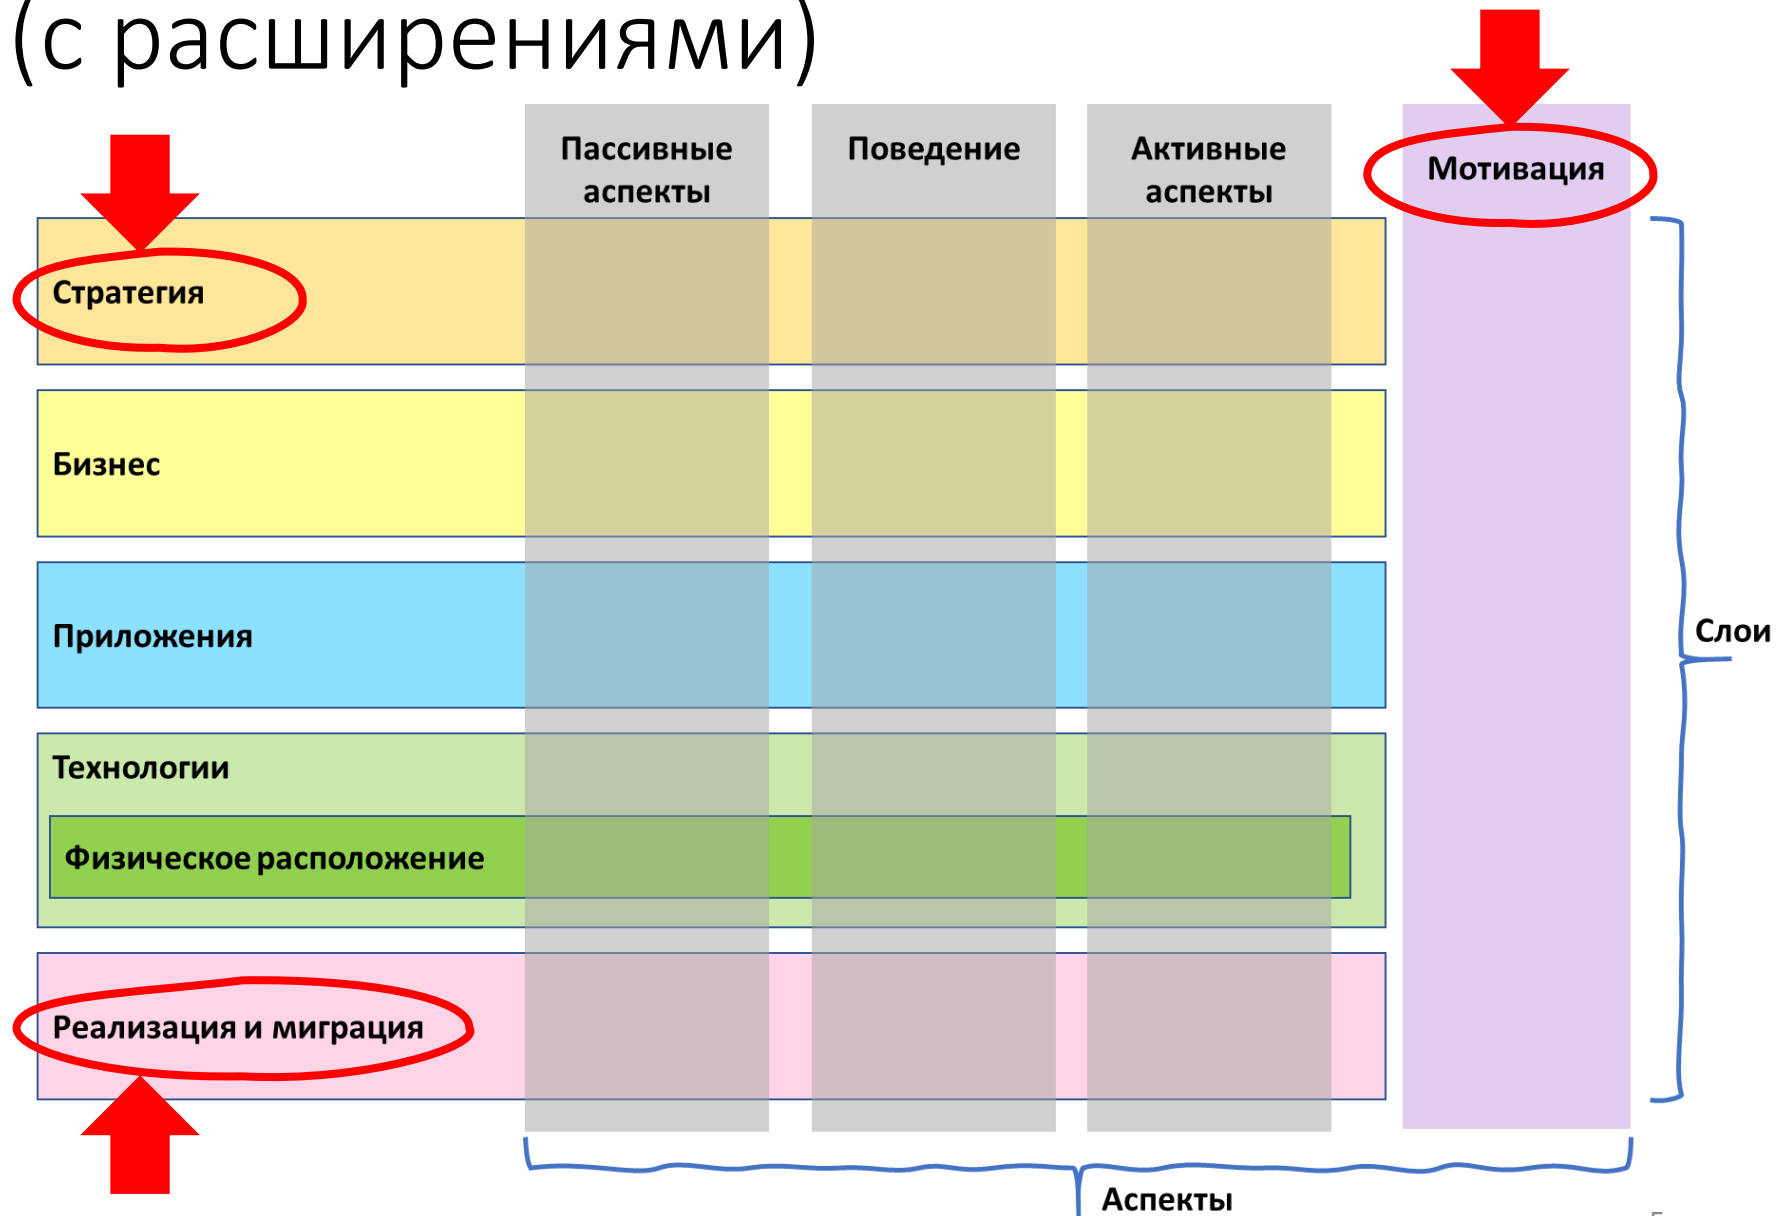 (с расширениями)
Пассивные
аспекты
Поведение
Активные
аспекты
Мотивация
Стратегия
Бизнес
Приложения
Слои
Технологии
Физическое расположение
Реализация и миграция
Аспекты